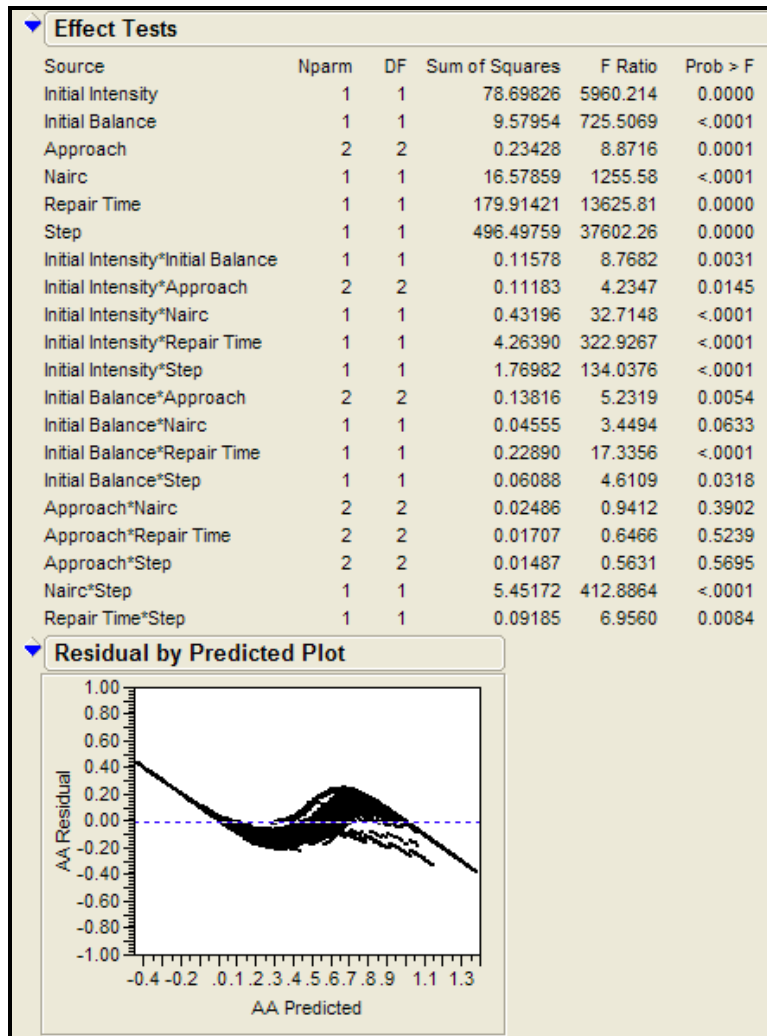 Effect Tests
Source Nparm DF Sum of Squares F Ratio Prob > F
Initial Intensity 1 1 78.69826 5960.214 0.0000
Initial Balance 1 1 9.57954 725.5069 <.0001
Approach 2 2 0.23428 8.8716 0.0001
Nairc 1 1 16.57859 1255.58 <.0001
Repair Time 1 1 179.91421 13625.81 0.0000
Step 1 1 496.49759 37602.26 0.0000
Initial Intensity*Initial Balance 1 1 0.11578 8.7682 0.0031
Initial Intensity*Approach 2 2 0.11183 4.2347 0.0145
Initial Intensity*Nairc 1 1 0.43196 32.7148 <.0001
Initial Intensity*Repair Time 1 1 4.26390 322.9267 <.0001
Initial Intensity*Step 1 1 1.76982 134.0376 <.0001
Initial Balance*Approach 2 2 0.13816 5.2319 0.0054
Initial Balance*Nairc 1 1 0.04555 3.4494 0.0633
Initial Balance*Repair Time 1 1 0.22890 17.3356 <.0001
Initial Balance*Step 1 1 0.06088 4.6109 0.0318
Approach*Nairc 2 2 0.02486 0.9412 0.3902
Approach*Repair Time 2 2 0.01707 0.6466 0.5239
Approach*Step 2 2 0.01487 0.5631 0.5695
Nairc*Step 1 1 5.45172 412.8864 <.0001
Repair Time*Step 1 1 0.09185 6.9560 0.0084
Residual by Predicted Plot
1.00
0.80
0.60
0.40
0.20
0.00
-0.20
-0.40
-0.60
-0.80
-1.00
AA Residual
-0.4 -0.2 .0.1 .2.3 .4 .5 .6.7 .8.9 1.1 1.3
AA Predicted